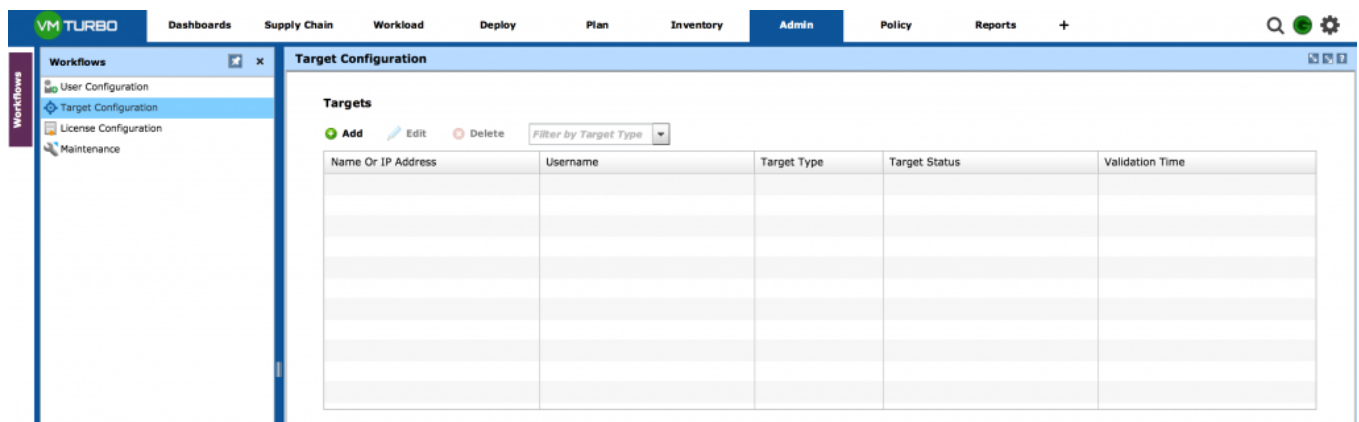 VM TURBO Dashboards Supply Chain Workload Deploy Plan Inventory Admin Policy Reports +
Workflows
Workflows x
User Configuration
Target Configuration
License Configuration
Maintenance
Target Configuration
Targets
Add Edit Delete Filter by Target Type
Name Or IP Address Username Target Type Target Status Validation Time